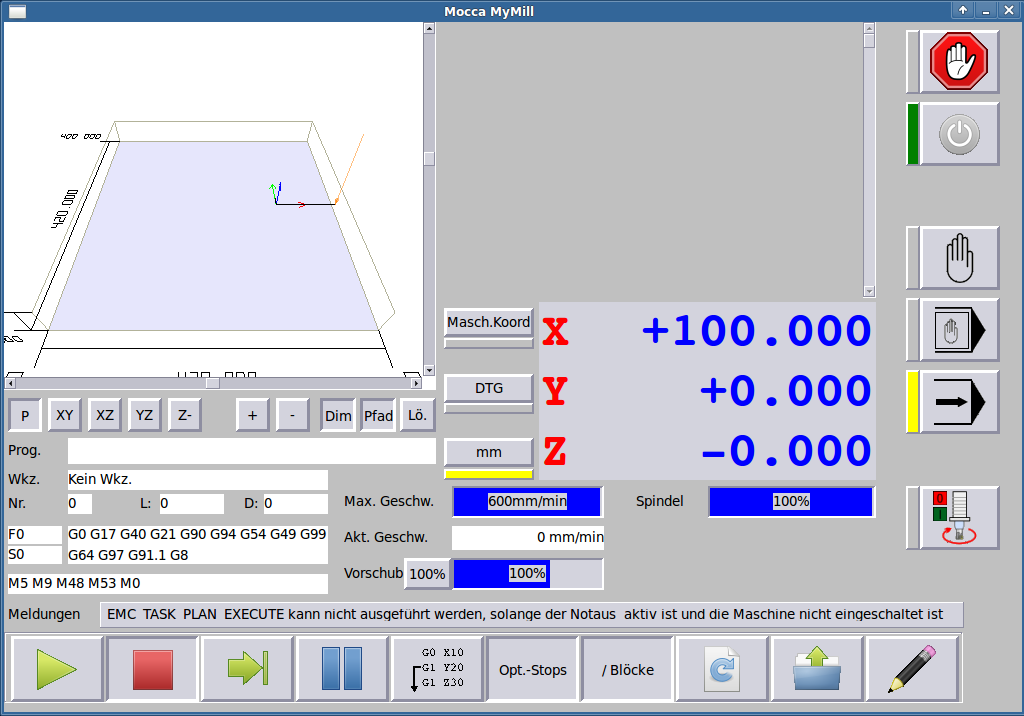 Mocca MyMill
400 000
420.000
Masch.Koord X +100.000
DTG Y +0.000
mm Z -0.000
P XY XZ YZ Z- + - Dim Pfad Lö.
Prog.
Wkz. Kein Wkz.
Nr. 0 L: 0 D: 0
Max. Geschw. 600mm/min Spindel 100%
F0 G0 G17 G40 G21 G90 G94 G54 G49 G99
S0 G64 G97 G91.1 G8
Akt. Geschw. 0 mm/min
Vorschub 100% 100%
M5 M9 M48 M53 M0
0
1
Meldungen EMC TASK PLAN EXECUTE kann nicht ausgeführt werden, solange der Notaus aktiv ist und die Maschine nicht eingeschaltet ist
G0 X10
G1 Y20
G1 Z30
Opt.-Stops
/ Blöcke